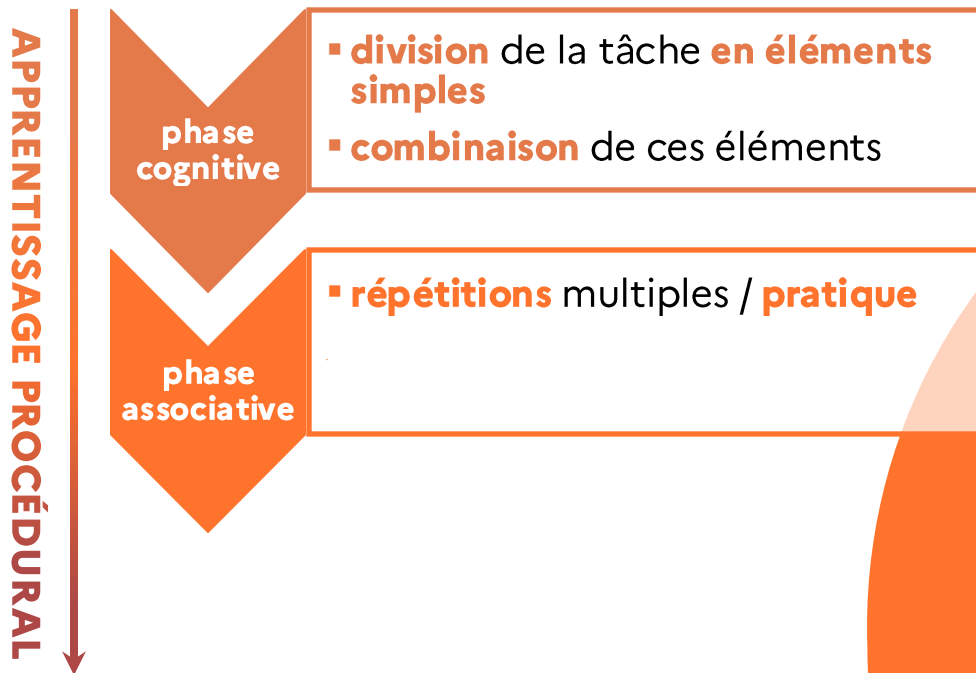 APPRENTISSAGE PROCÉDURAL
phase
cognitive
▪ division de la tâche en éléments
simples
▪ combinaison de ces éléments
phase
associative
▪ répétitions multiples / pratique